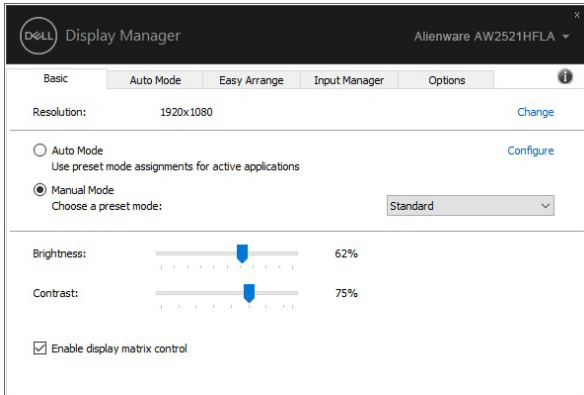 DELL Display Manager Alienware AW2521HFLA
x
Basic Auto Mode Easy Arrange Input Manager Options i
Resolution: 1920x1080 Change
Auto Mode Configure
Use preset mode assignments for active applications
Manual Mode
Choose a preset mode: Standard
Brightness: 62%
Contrast: 75%
Enable display matrix control